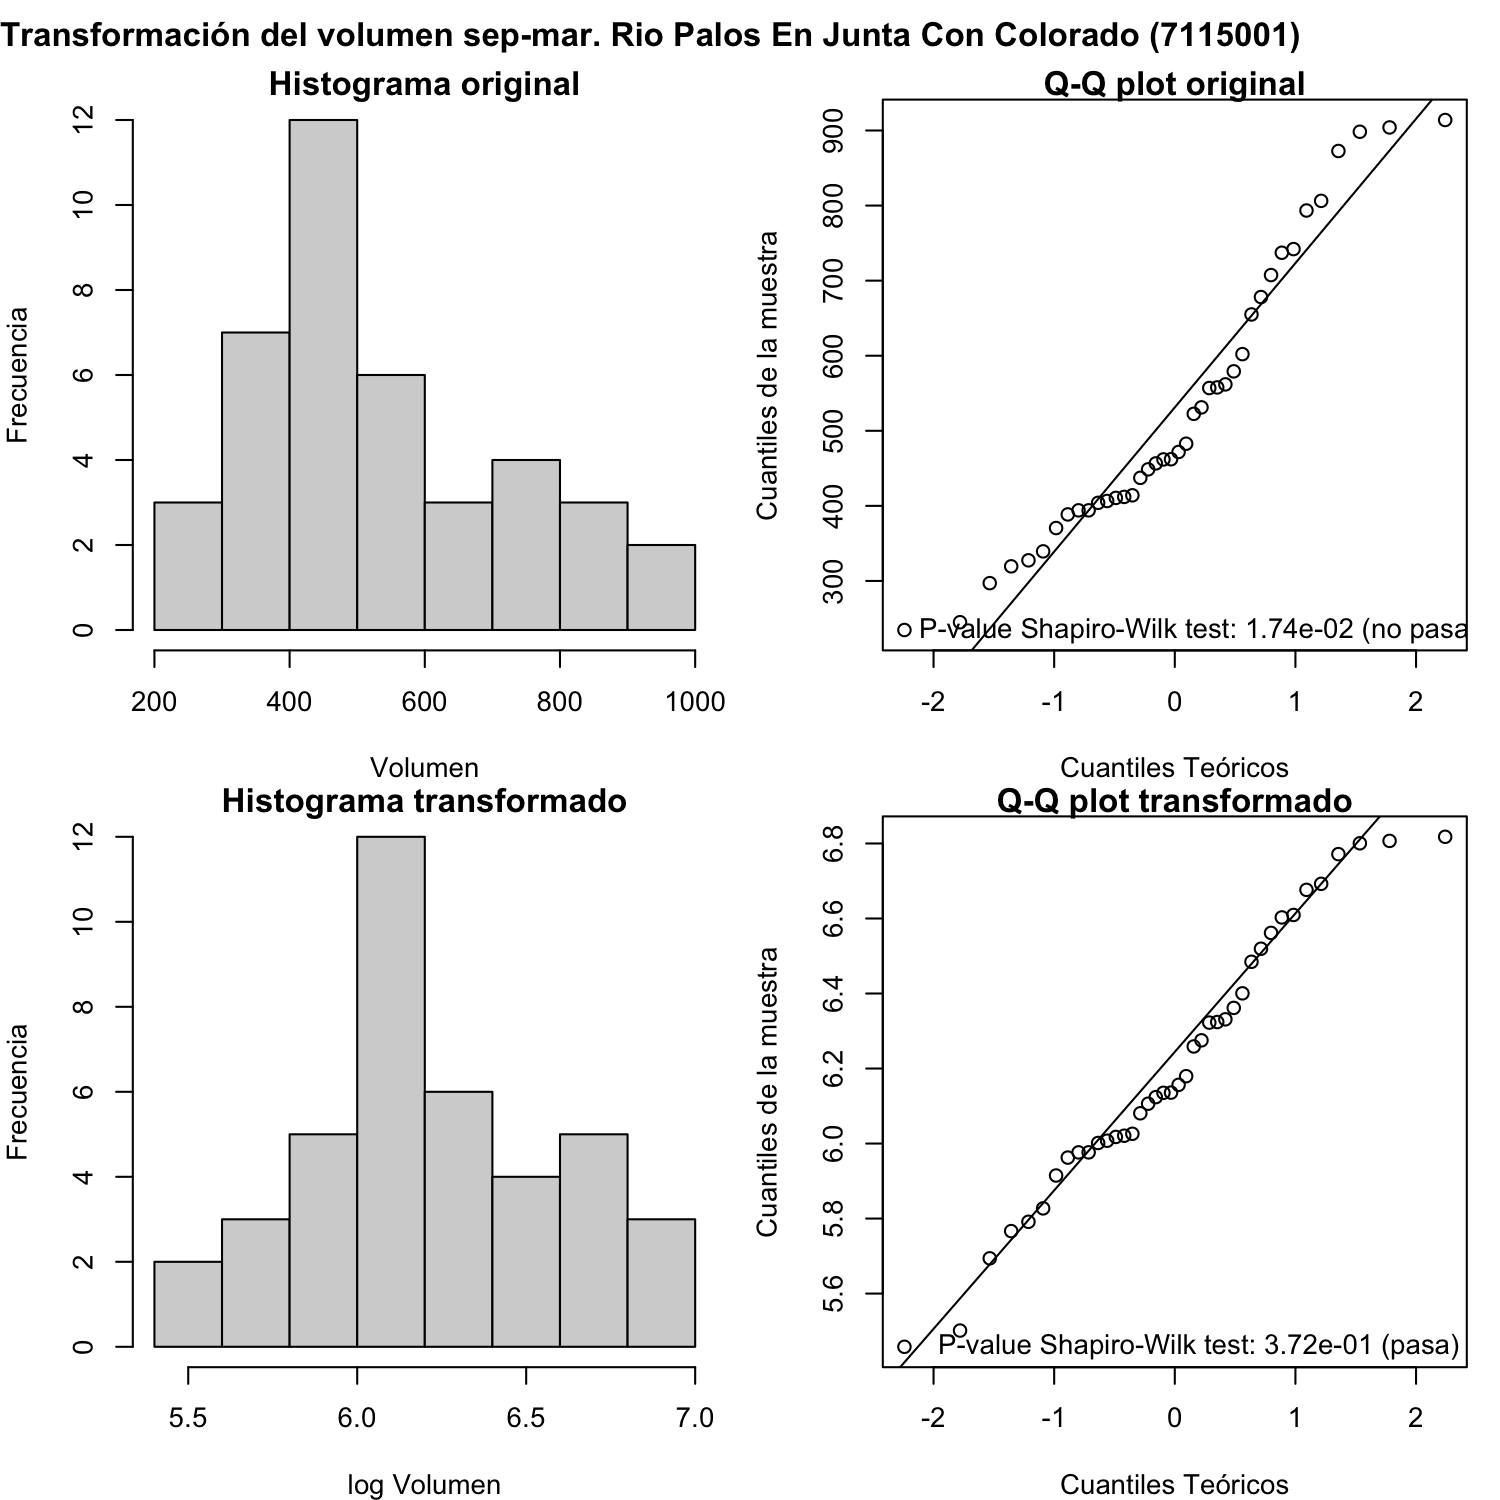 Transformación del volumen sep-mar. Rio Palos En Junta Con Colorado (7115001)
Histograma original
Frecuencia
12
10
8
6
4
2
0
200 400 600 800 1000
Volumen
Q-Q plot original
Cuantiles de la muestra
900
800
700
600
500
400
300
P-value Shapiro-Wilk test: 1.74e-02 (no pasa
-2 -1 0 1 2
Cuantiles Teóricos
Histograma transformado
Frecuencia
12
10
8
6
4
2
0
5.5 6.0 6.5 7.0
log Volumen
Q-Q plot transformado
Cuantiles de la muestra
6.8
6.6
6.4
6.2
6.0
5.8
5.6
P-value Shapiro-Wilk test: 3.72e-01 (pasa)
-2 -1 0 1 2
Cuantiles Teóricos